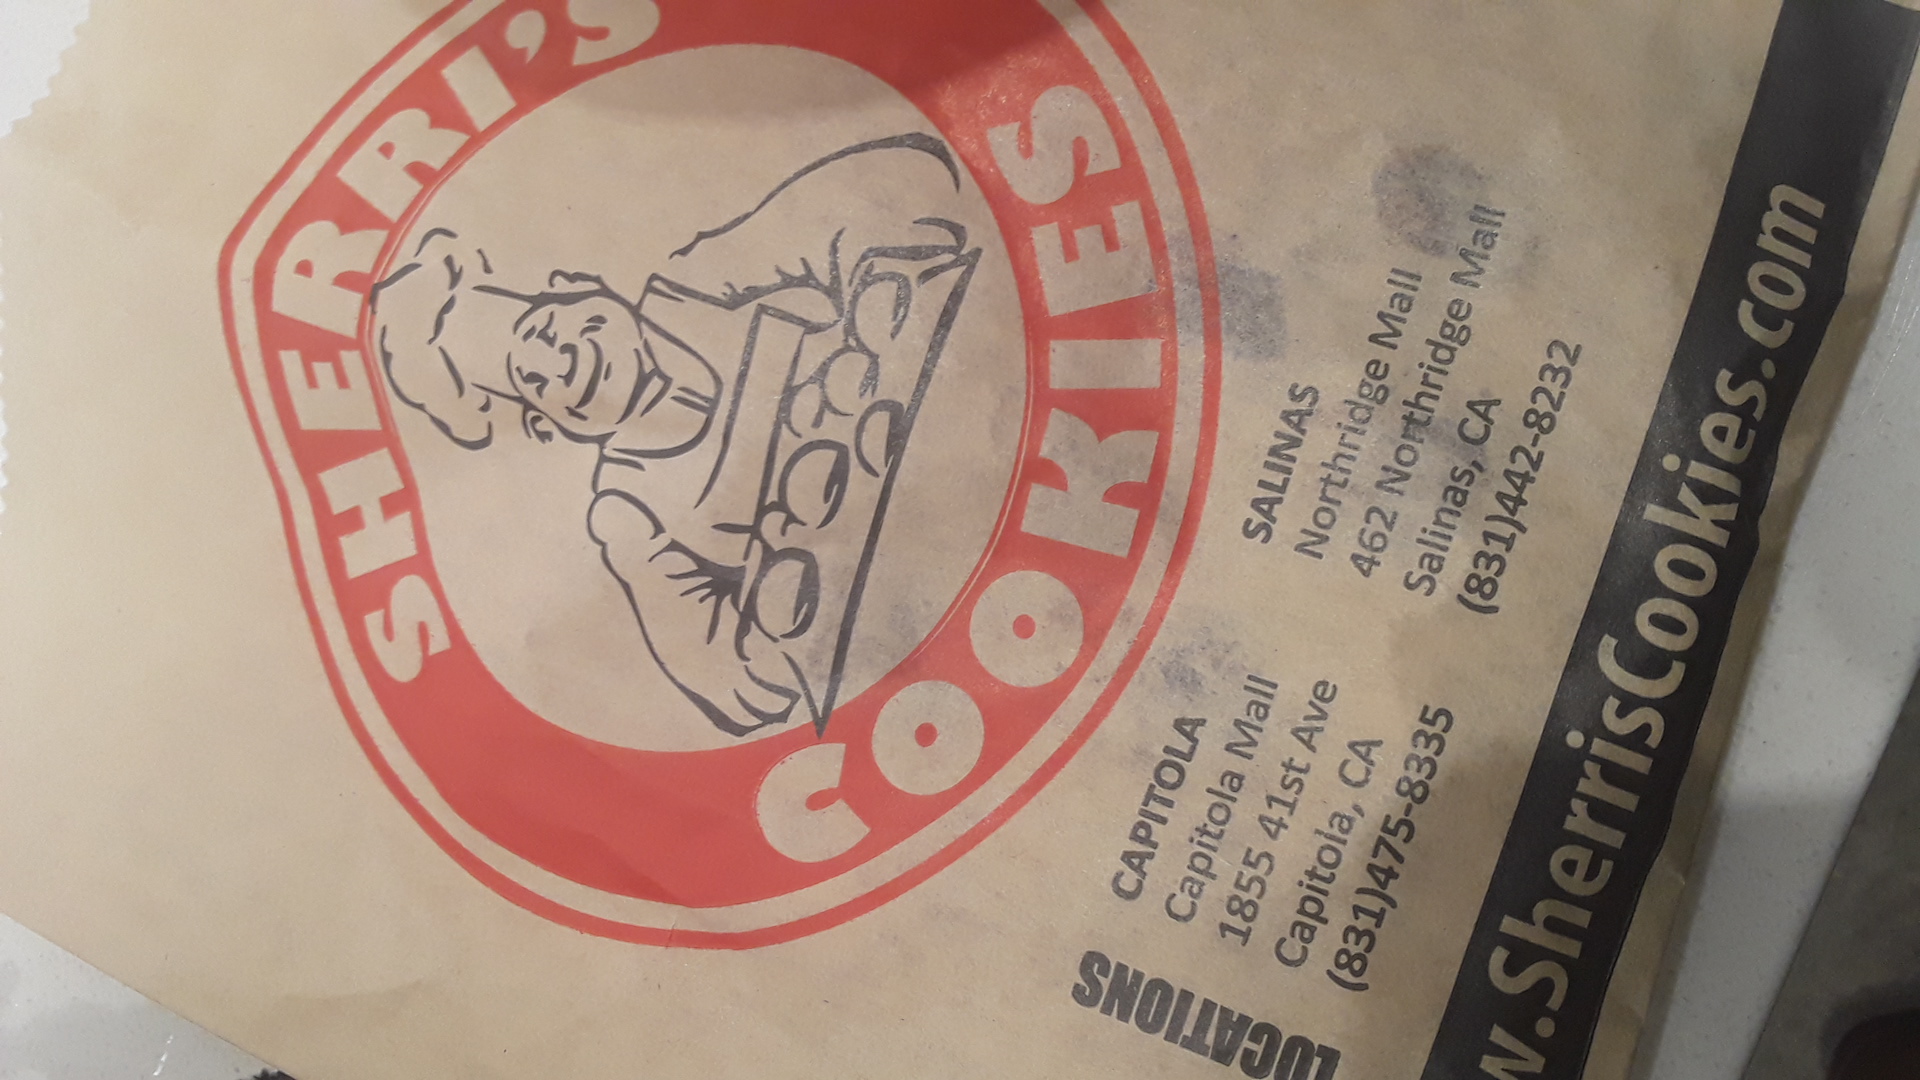 SHERRI'S
COOKIES
LOCATIONS
CAPITOLA
Capitola Mall
1855 41st Ave
Capitola, CA
(831)475-8335
SALINAS
Northridge Mall
462 Northridge Mall
Salinas, CA
(831)442-8232
w.SherrisCookies.com